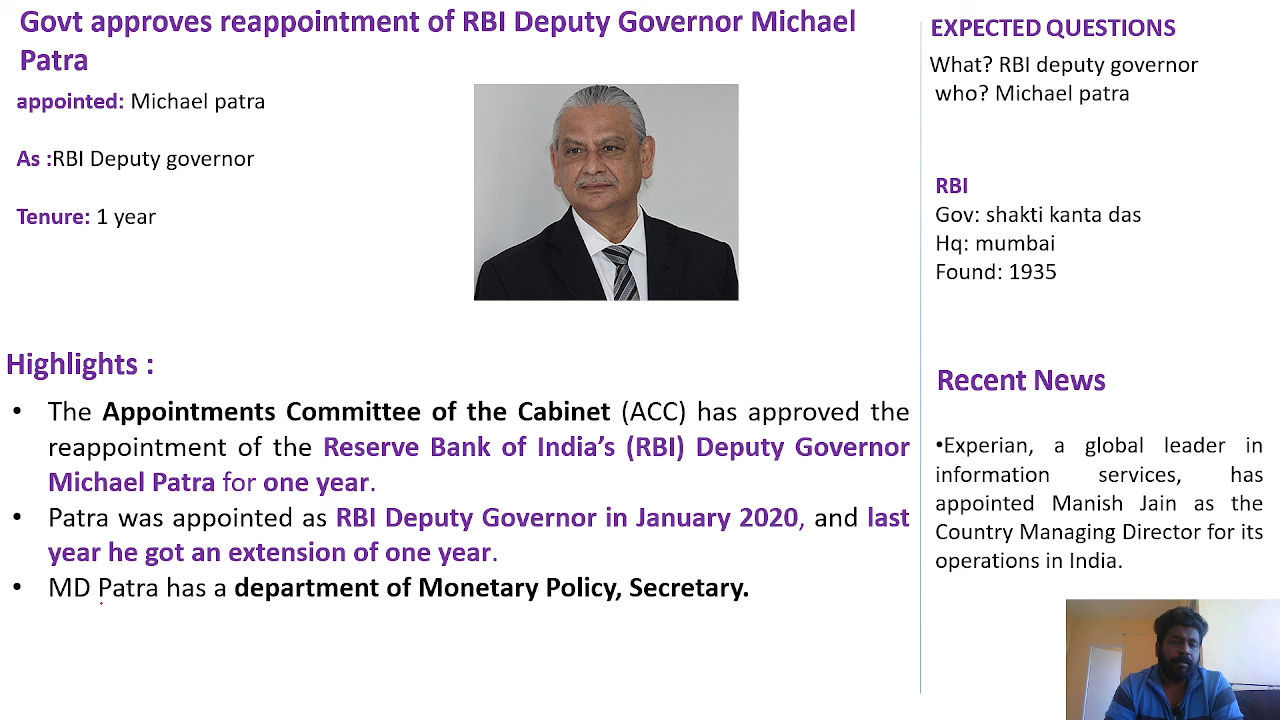 Govt approves reappointment of RBI Deputy Governor Michael
Patra
appointed: Michael patra
As :RBI Deputy governor
Tenure: 1 year
Highlights :
• The Appointments Committee of the Cabinet (ACC) has approved the
reappointment of the Reserve Bank of India’s (RBI) Deputy Governor
Michael Patra for one year.
• Patra was appointed as RBI Deputy Governor in January 2020, and last
year he got an extension of one year.
• MD Patra has a department of Monetary Policy, Secretary.
EXPECTED QUESTIONS
What? RBI deputy governor
who? Michael patra
RBI
Gov: shakti kanta das
Hq: mumbai
Found: 1935
Recent News
•Experian, a global leader in
information services, has
appointed Manish Jain as the
Country Managing Director for its
operations in India.